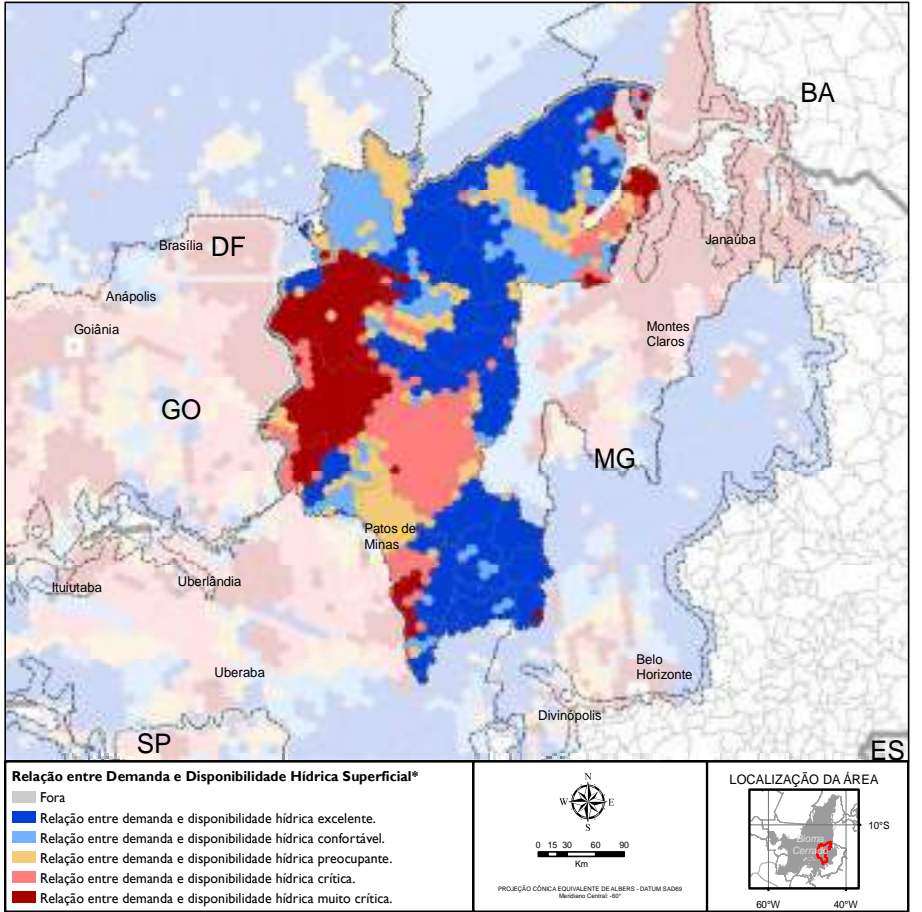 BA
Brasília
DF
Janaúba
Anápolis
Goiânia
Montes
Claros
GO
MG
Patos de
Minas
Ituiutaba
Uberlândia
Uberaba
Belo
Horizonte
Divinópolis
SP
ES
Relação entre Demanda e Disponibilidade Hídrica Superficial*
Fora
Relação entre demanda e disponibilidade hídrica excelente.
Relação entre demanda e disponibilidade hídrica confortável.
Relação entre demanda e disponibilidade hídrica preocupante.
Relação entre demanda e disponibilidade hídrica crítica.
Relação entre demanda e disponibilidade hídrica muito crítica.
N
W E
S
0 15 30 60 90
Km
PROJEÇÃO CÔNICA EQUIVALENTE DE ALBERS - DATUM SAD69
Meridiano Central: -60°
LOCALIZAÇÃO DA ÁREA
Bioma
Cerrado
10°S
60°W 40°W